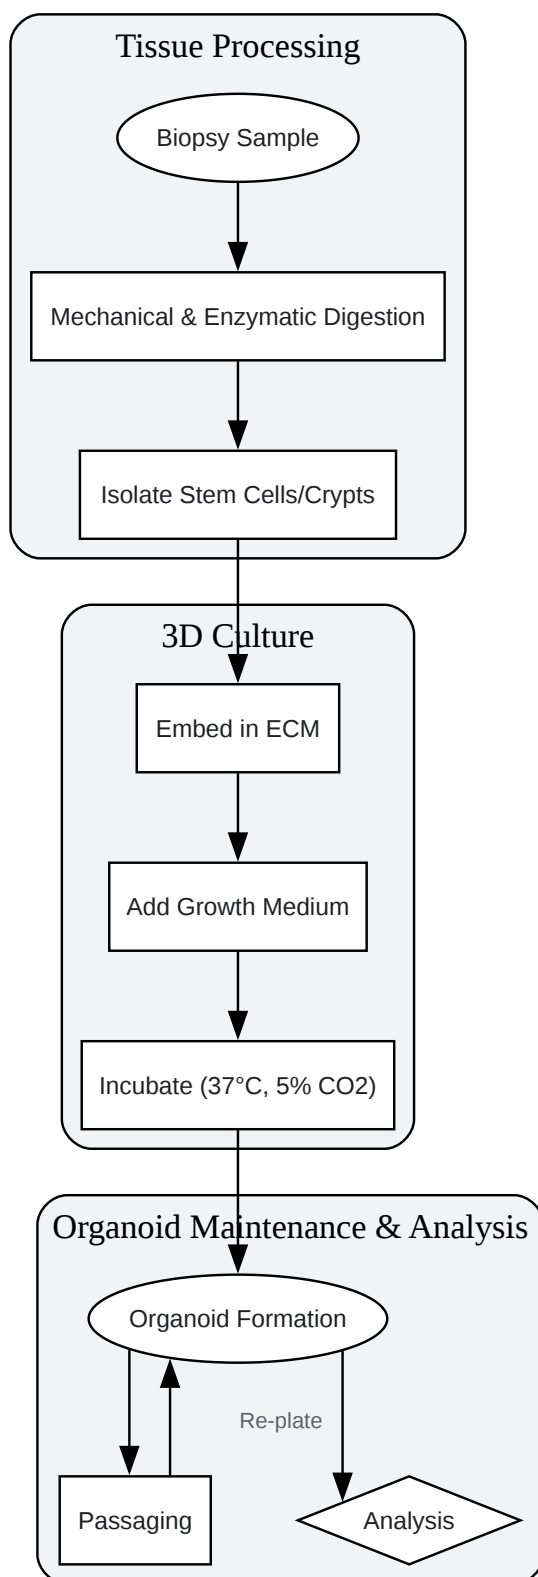 Tissue Processing
Biopsy Sample
Mechanical & Enzymatic Digestion
Isolate Stem Cells/Crypts
3D Culture
Embed in ECM
Add Growth Medium
Incubate (37°C, 5% CO2)
Organoid Maintenance & Analysis
Organoid Formation
Re-plate
Passaging
Analysis